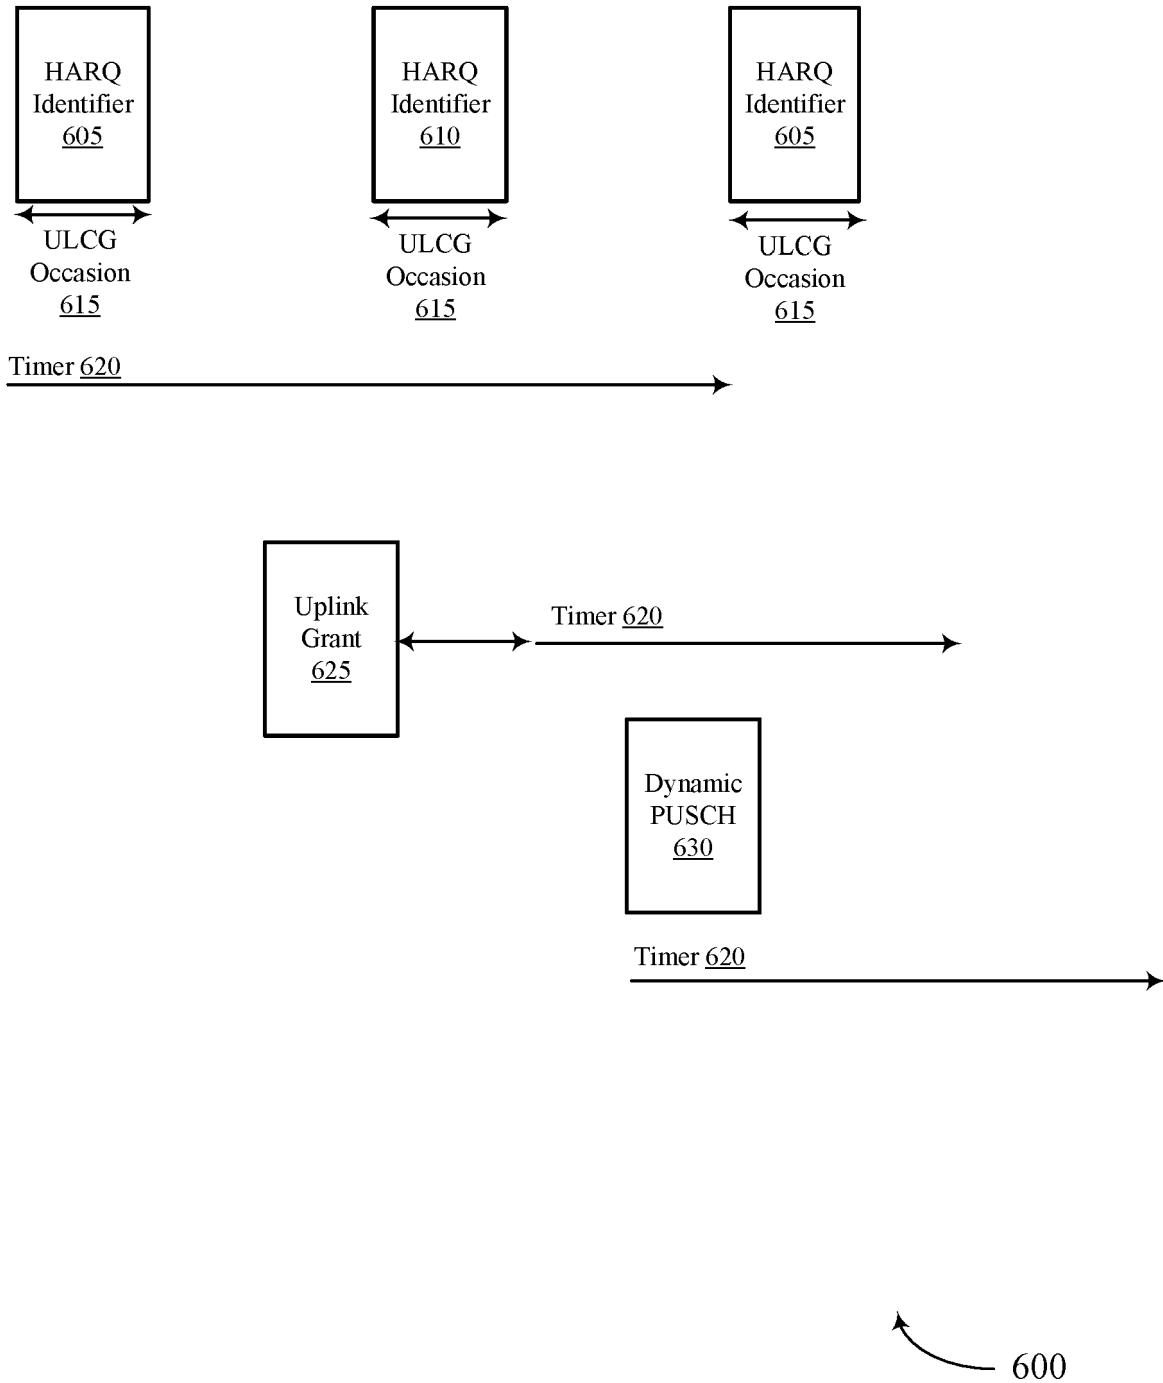 HARQ
Identifier
605
HARQ
Identifier
610
HARQ
Identifier
605
ULCG
Occasion
615
ULCG
Occasion
615
ULCG
Occasion
615
Timer 620
Uplink
Grant
625
Timer 620
Dynamic
PUSCH
630
Timer 620
600